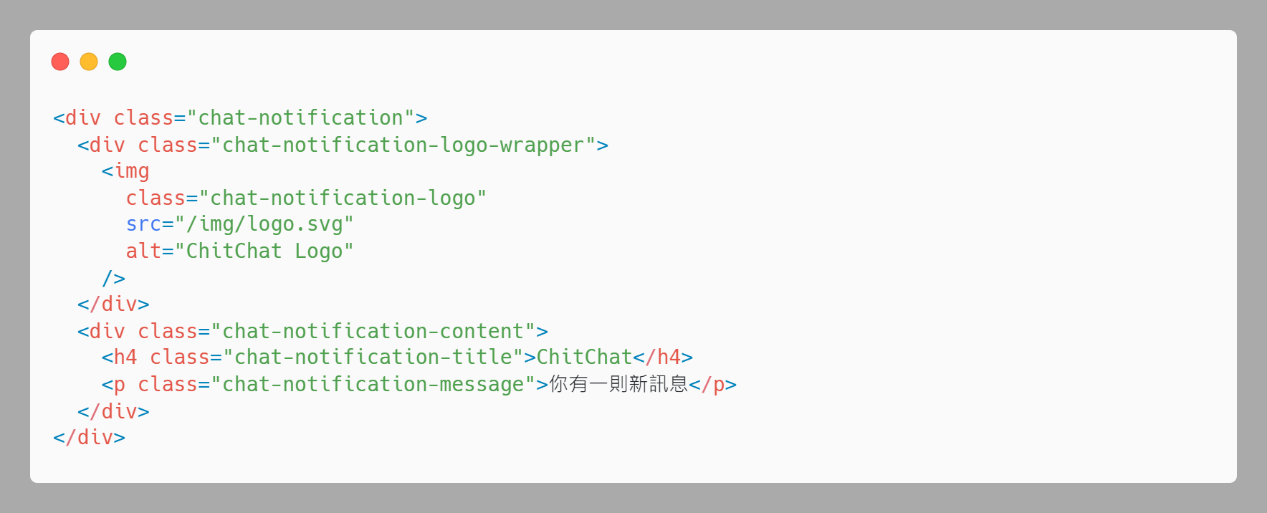 <div class="chat-notification">
  <div class="chat-notification-logo-wrapper">
    <img
      class="chat-notification-logo"
      src="/img/logo.svg"
      alt="ChitChat Logo"
    />
  </div>
  <div class="chat-notification-content">
    <h4 class="chat-notification-title">ChitChat</h4>
    <p class="chat-notification-message">你有一則新訊息</p>
  </div>
</div>